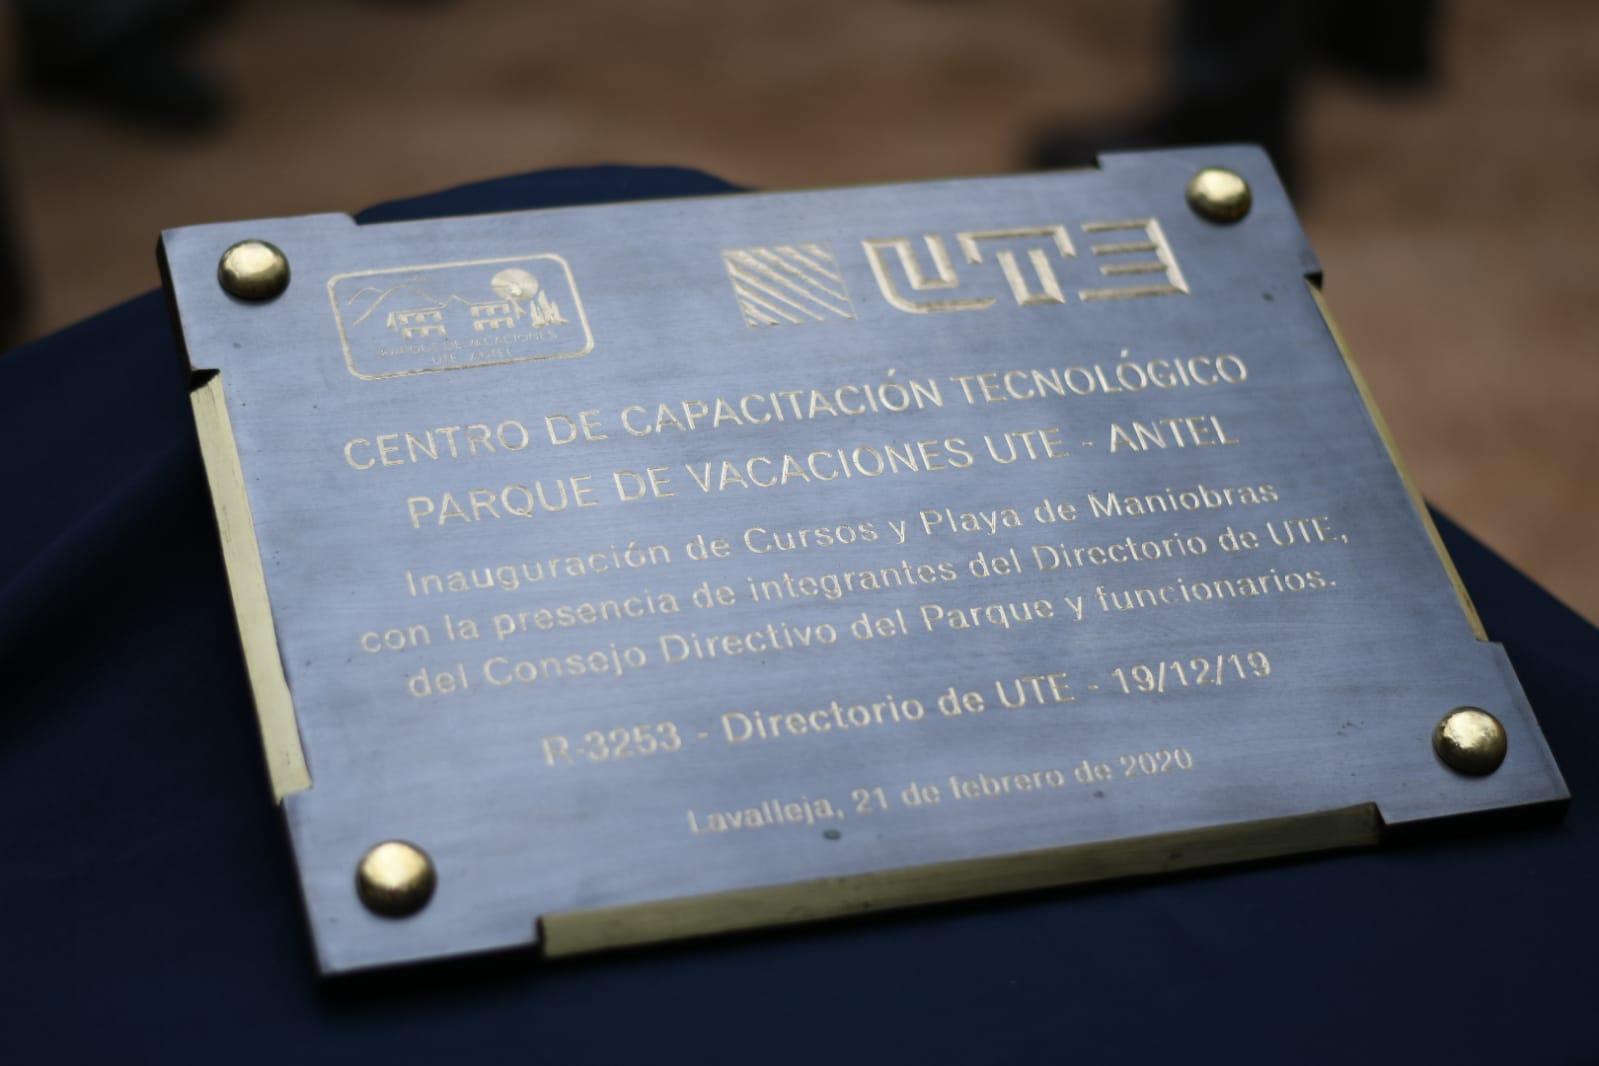 PARQUE DE VACACIONES
UTE ANTEL
UTE
CENTRO DE CAPACITACIÓN TECNOLÓGICO
PARQUE DE VACACIONES UTE - ANTEL
Inauguración de Cursos y Playa de Maniobras
con la presencia de integrantes del Directorio de UTE,
del Consejo Directivo del Parque y funcionarios.
R-3253 - Directorio de UTE - 19/12/19
Lavalleja, 21 de febrero de 2020